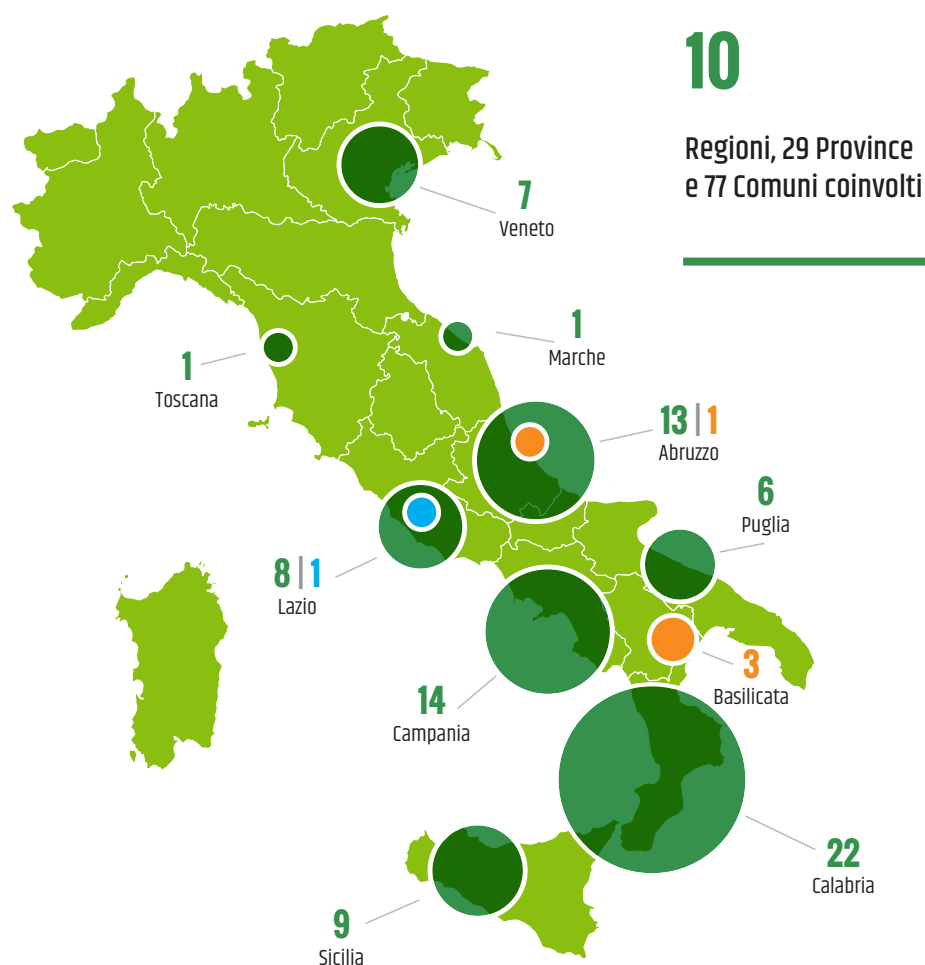 10
Regioni, 29 Province
e 77 Comuni coinvolti
7
Veneto
1
Marche
1
Toscana
13 | 1
Abruzzo
6
Puglia
8 | 1
Lazio
3
Basilicata
14
Campania
22
Calabria
9
Sicilia